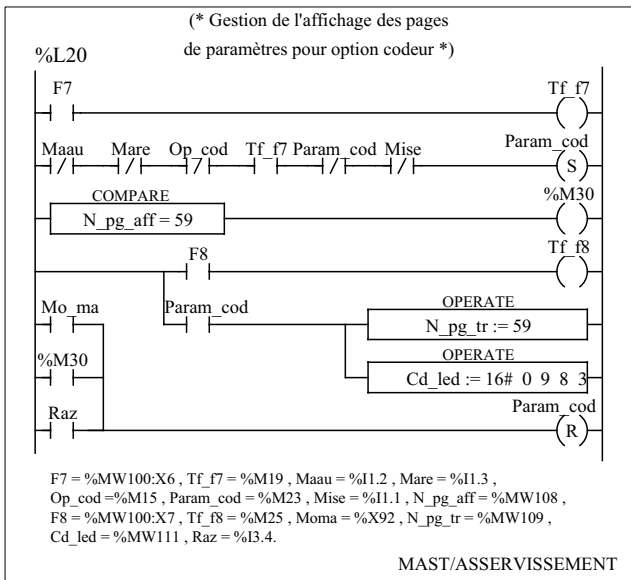 (* Gestion de l'affichage des pages
de paramètres pour option codeur *)
%L20
F7 Tf_f7
Maau Mare Op_cod Tf_f7 Param_cod Mise Param_cod
S
COMPARE %M30
N_pg_aff = 59
F8 Tf_f8
Mo_ma Param_cod OPERATE
N_pg_tr := 59
%M30 OPERATE
Cd_led := 16# 0 9 8 3
Raz Param_cod
R
F7 = %MW100:X6 , Tf_f7 = %M19 , Maau = %I1.2 , Mare = %I1.3 ,
Op_cod =%M15 , Param_cod = %M23 , Mise = %I1.1 , N_pg_aff = %MW108 ,
F8 = %MW100:X7 , Tf_f8 = %M25 , Moma = %X92 , N_pg_tr = %MW109 ,
Cd_led = %MW111 , Raz = %I3.4.
MAST/ASSERVISSEMENT